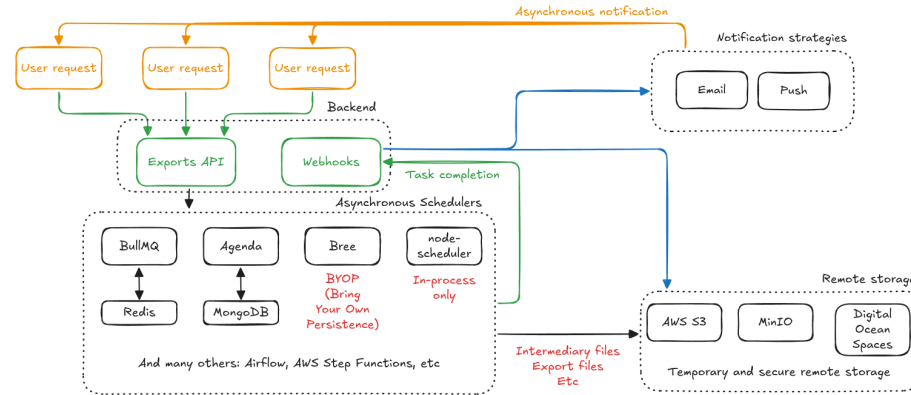 Asynchronous notification
Notification strategies
User request
User request
User request
Email
Push
Backend
Exports API
Webhooks
Task completion
Asynchronous Schedulers
BullMQ
Agenda
Bree
node-
scheduler
BYOP
(Bring
Your Own
Persistence)
In-process
only
Redis
MongoDB
And many others: Airflow, AWS Step Functions, etc
Intermediary files
Export files
Etc
Remote storage
AWS S3
MinIO
Digital
Ocean
Spaces
Temporary and secure remote storage